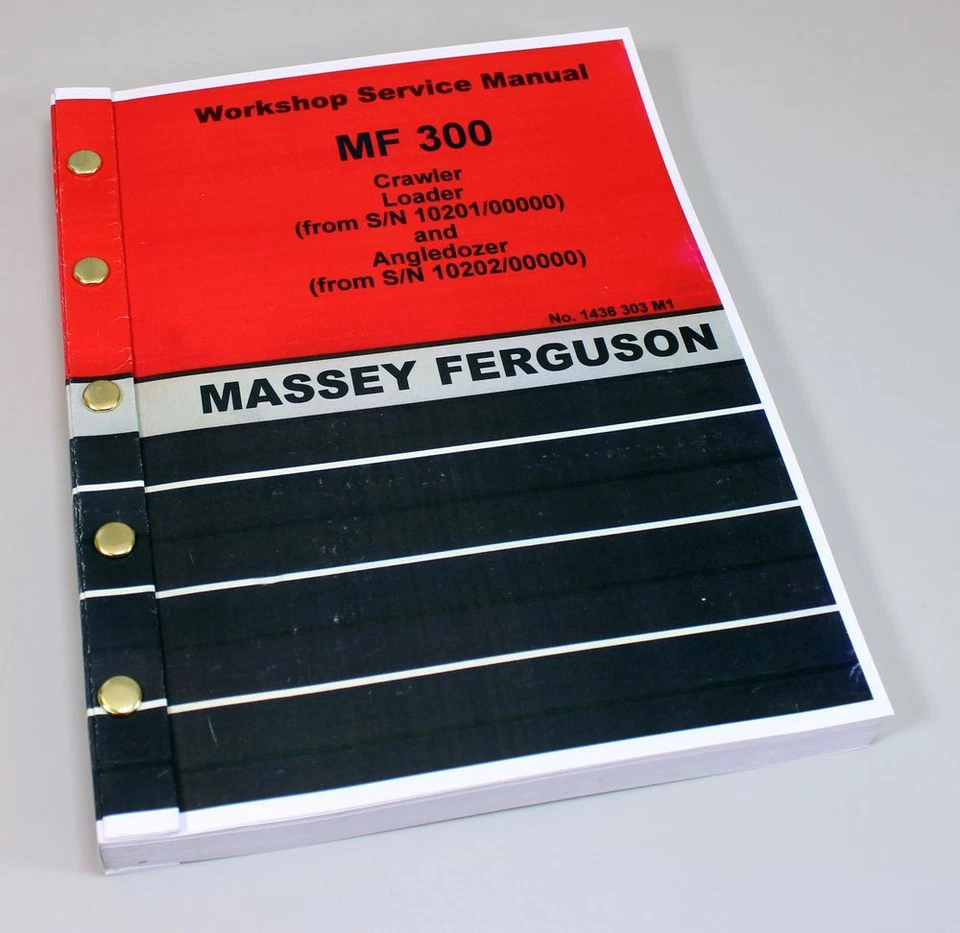 Workshop Service Manual
MF 300
Crawler
Loader
(from S/N 10201/00000)
and
Angledozer
(from S/N 10202/00000)
No. 1436 303 M1
MASSEY FERGUSON